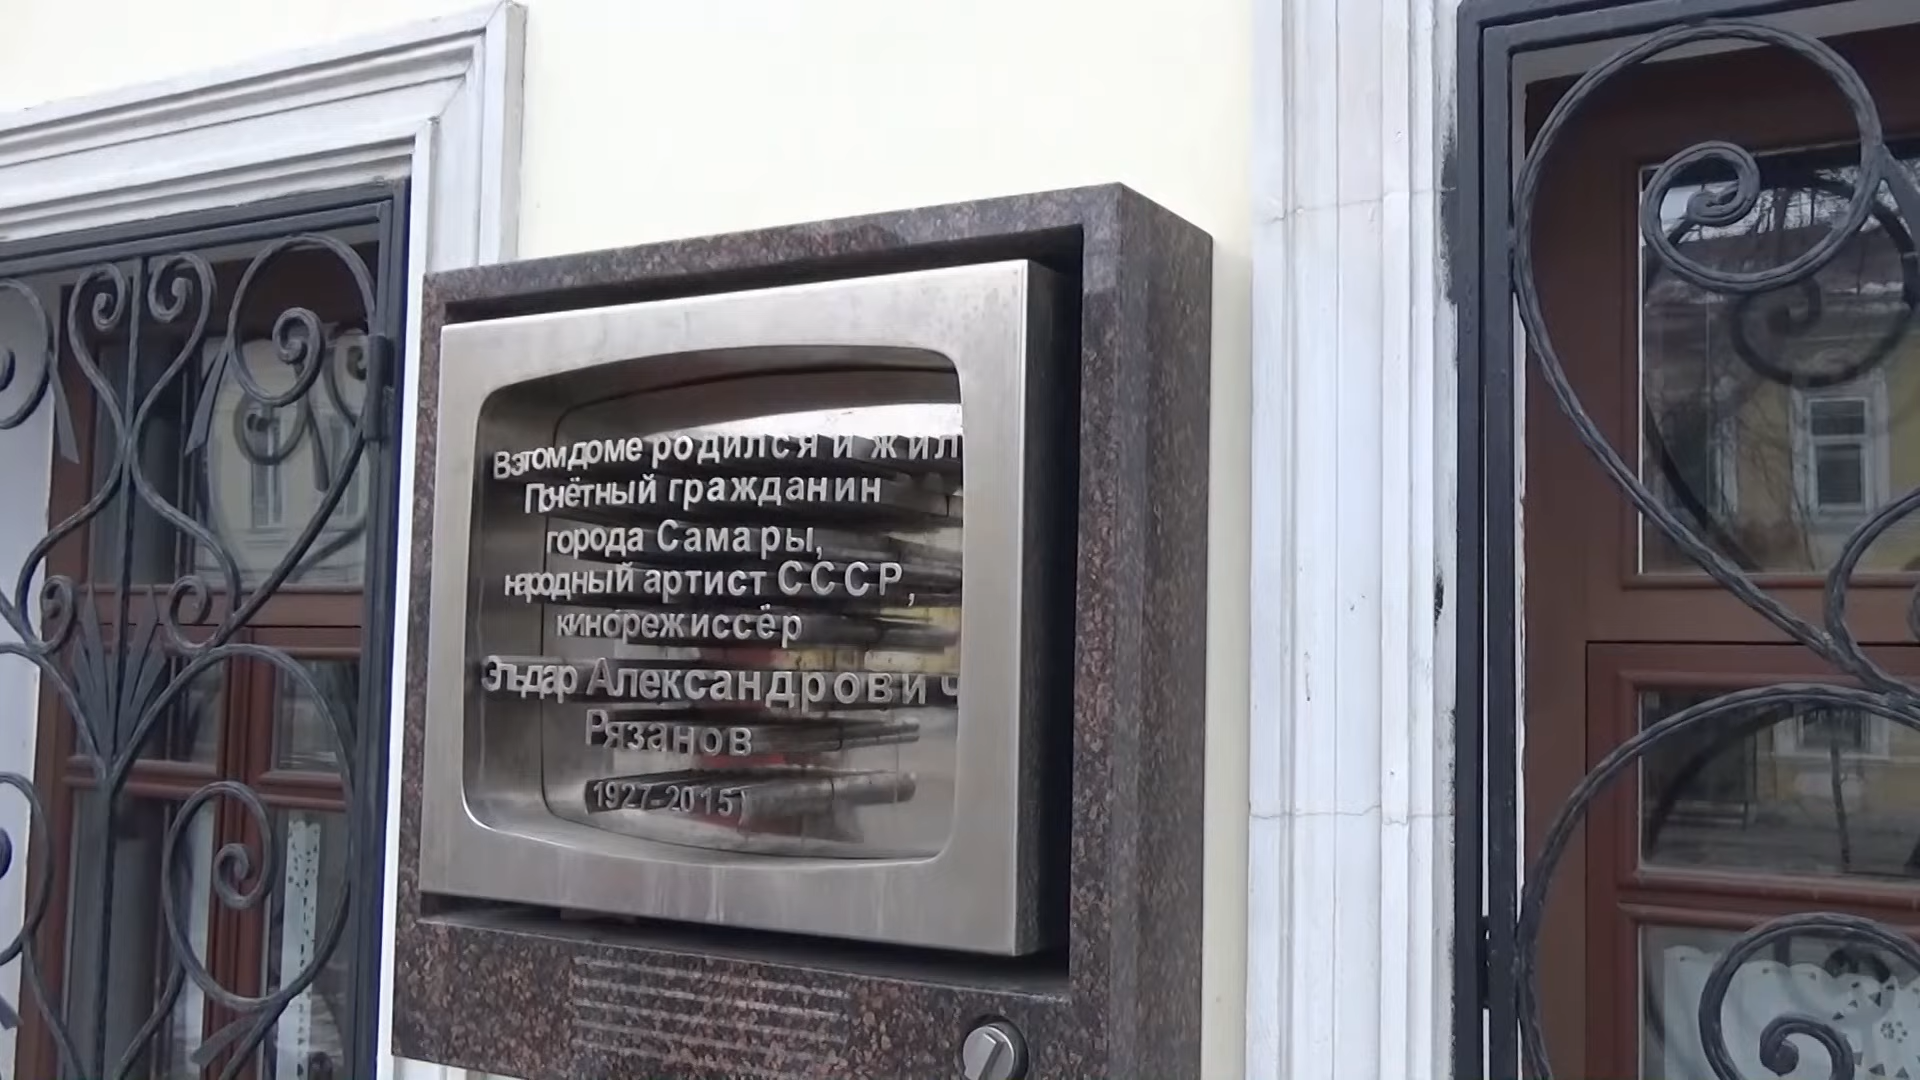 В этом доме родился и жил
Почётный гражданин
города Самары,
народный артист СССР,
кинорежиссёр
Эльдар Александрович
Рязанов
(1927-2015)